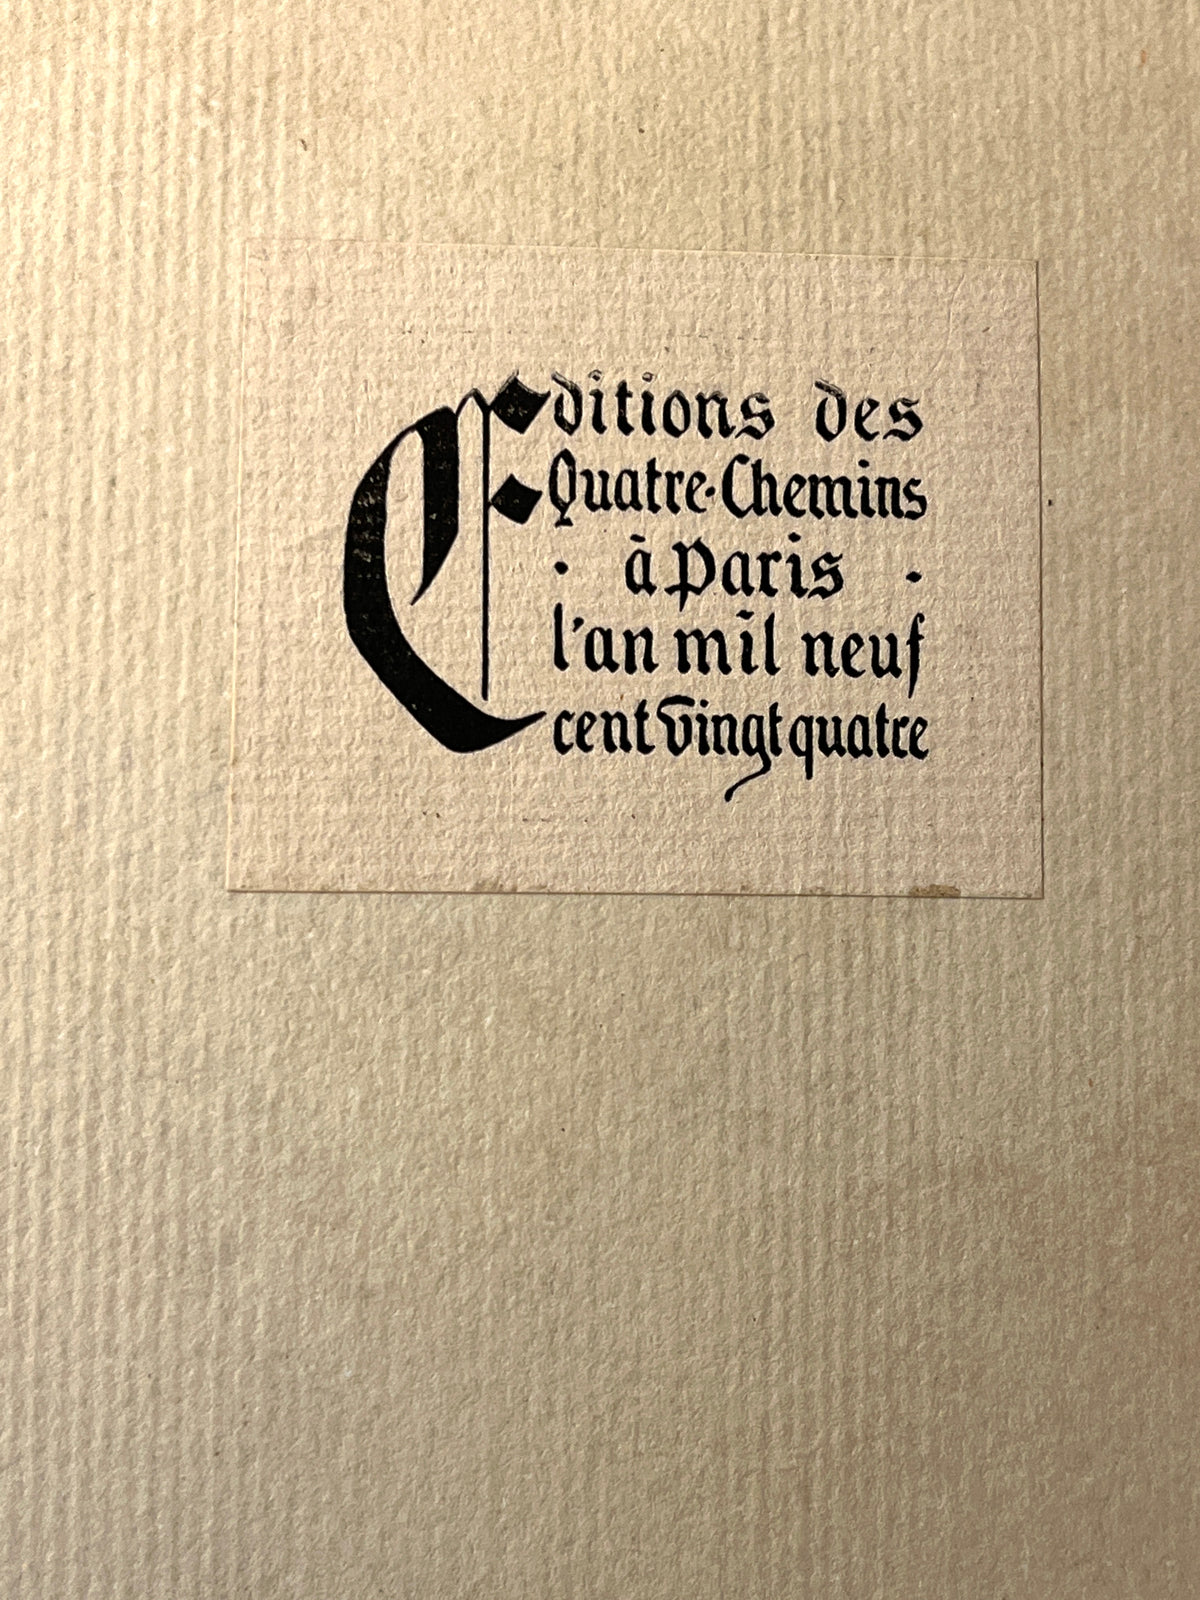 Editions des
Quatre-Chemins
· à Paris ·
l'an mil neuf
cent vingt quatre